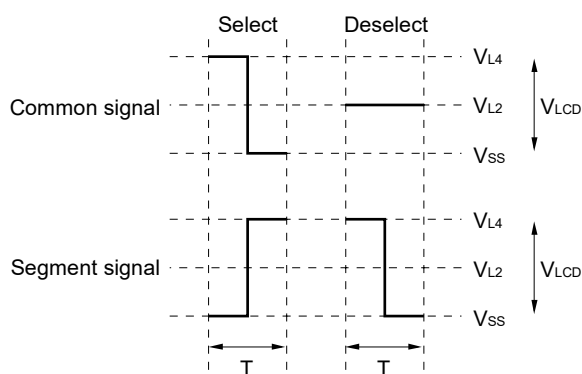 Select Deselect
VL4
Common signal VL2 VLCD
VSS
VL4
Segment signal VL2 VLCD
VSS
T T